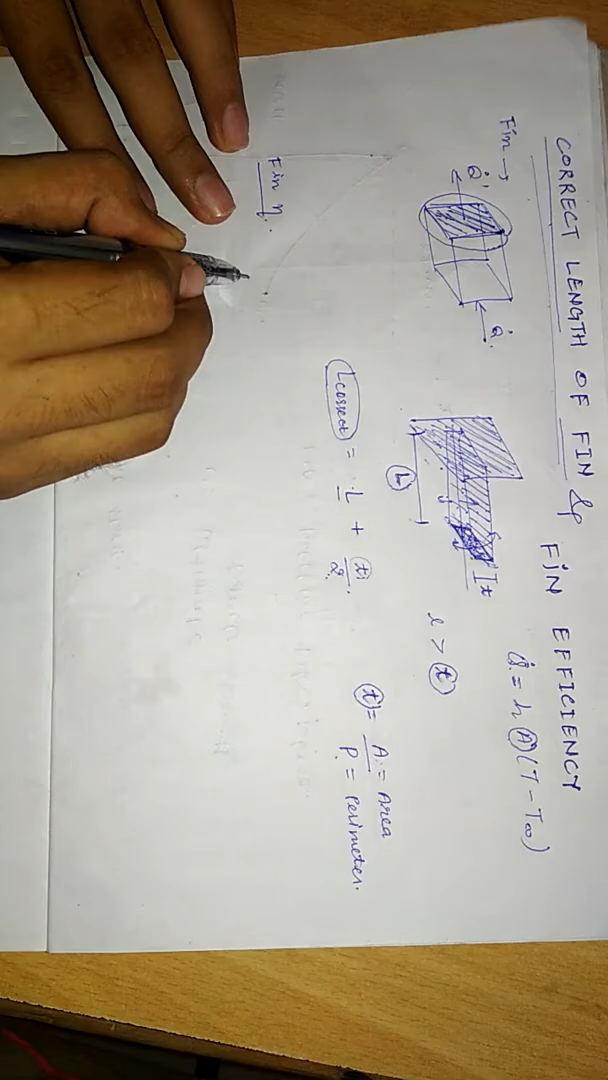 CORRECT LENGTH OF FIN & FIN EFFICIENCY
Fin →
Q̇'
Q̇.
L
t
Q̇ = h A (T - T∞)
l > t
Lcorrect = L + t/2.
t = A. = Area
P. = Perimeter.
Fin η.